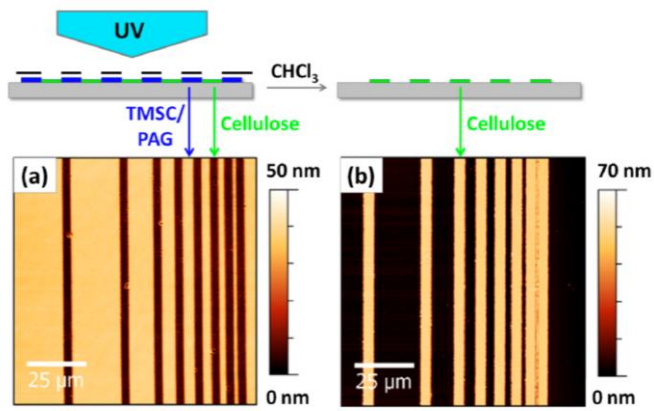 UV
CHCl₃
TMSC/
PAG
Cellulose
Cellulose
(a)
50 nm
25 µm
0 nm
(b)
70 nm
25 µm
0 nm